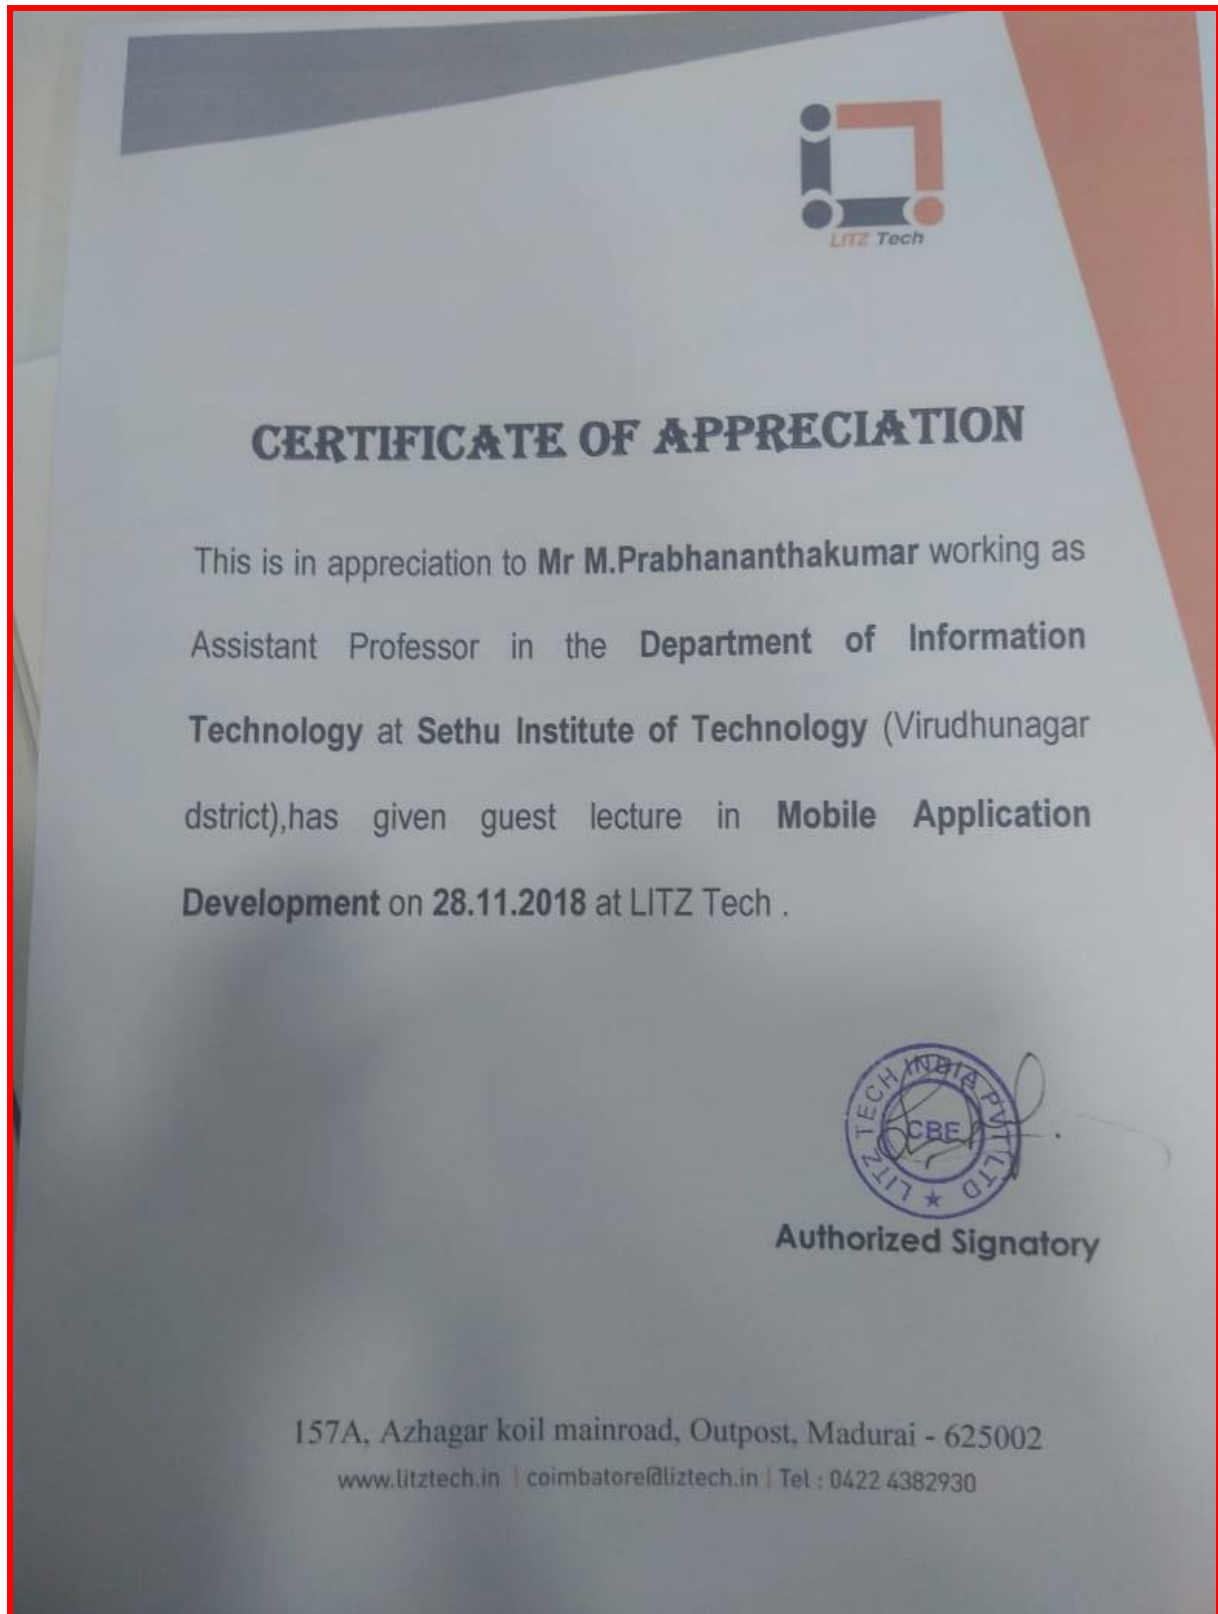 LITZ Tech
CERTIFICATE OF APPRECIATION
This is in appreciation to Mr M.Prabhananthakumar working as
Assistant Professor in the Department of Information
Technology at Sethu Institute of Technology (Virudhunagar
dstrict),has given guest lecture in Mobile Application
Development on 28.11.2018 at LITZ Tech .
LITZ TECH INDIA PVT LTD
CBE
Authorized Signatory
157A, Azhagar koil mainroad, Outpost, Madurai - 625002
www.litztech.in | coimbatore@liztech.in | Tel : 0422 4382930